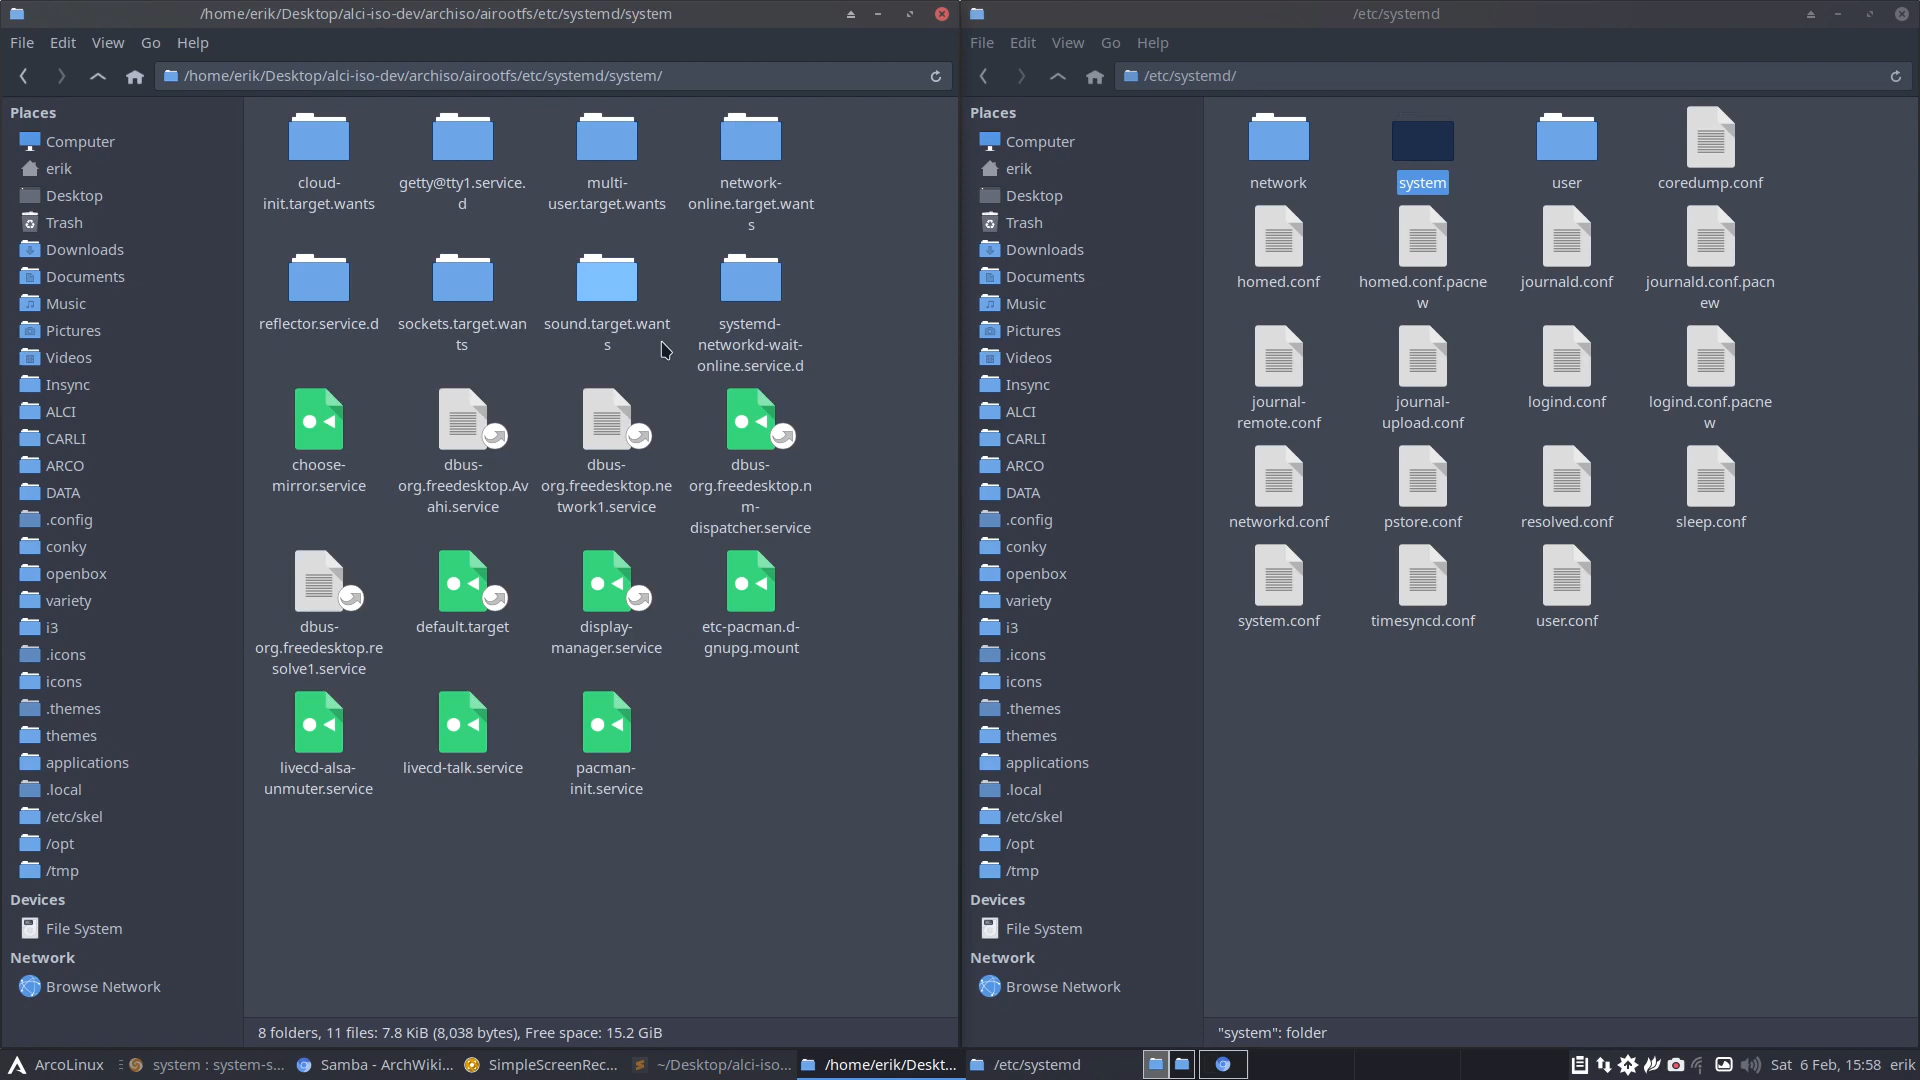 /home/erik/Desktop/alci-iso-dev/archiso/airootfs/etc/systemd/system
File Edit View Go Help
/home/erik/Desktop/alci-iso-dev/archiso/airootfs/etc/systemd/system/
Places
Computer
erik
Desktop
Trash
Downloads
Documents
Music
Pictures
Videos
Insync
ALCI
CARLI
ARCO
DATA
.config
conky
openbox
variety
i3
.icons
icons
.themes
themes
applications
.local
/etc/skel
/opt
/tmp
Devices
File System
Network
Browse Network
cloud-
init.target.wants
getty@tty1.service.
d
multi-
user.target.wants
network-
online.target.want
s
reflector.service.d
sockets.target.wan
ts
sound.target.want
s
systemd-
networkd-wait-
online.service.d
choose-
mirror.service
dbus-
org.freedesktop.Av
ahi.service
dbus-
org.freedesktop.ne
twork1.service
dbus-
org.freedesktop.n
m-
dispatcher.service
dbus-
org.freedesktop.re
solve1.service
default.target
display-
manager.service
etc-pacman.d-
gnupg.mount
livecd-alsa-
unmuter.service
livecd-talk.service
pacman-
init.service
8 folders, 11 files: 7.8 KiB (8,038 bytes), Free space: 15.2 GiB
/etc/systemd
File Edit View Go Help
/etc/systemd/
Places
Computer
erik
Desktop
Trash
Downloads
Documents
Music
Pictures
Videos
Insync
ALCI
CARLI
ARCO
DATA
.config
conky
openbox
variety
i3
.icons
icons
.themes
themes
applications
.local
/etc/skel
/opt
/tmp
Devices
File System
Network
Browse Network
network
system
user
coredump.conf
homed.conf
homed.conf.pacne
w
journald.conf
journald.conf.pacn
ew
journal-
remote.conf
journal-
upload.conf
logind.conf
logind.conf.pacne
w
networkd.conf
pstore.conf
resolved.conf
sleep.conf
system.conf
timesyncd.conf
user.conf
"system": folder
ArcoLinux system : system-s... Samba - ArchWiki... SimpleScreenRec... ~/Desktop/alci-iso... /home/erik/Deskt... /etc/systemd Sat 6 Feb, 15:58 erik